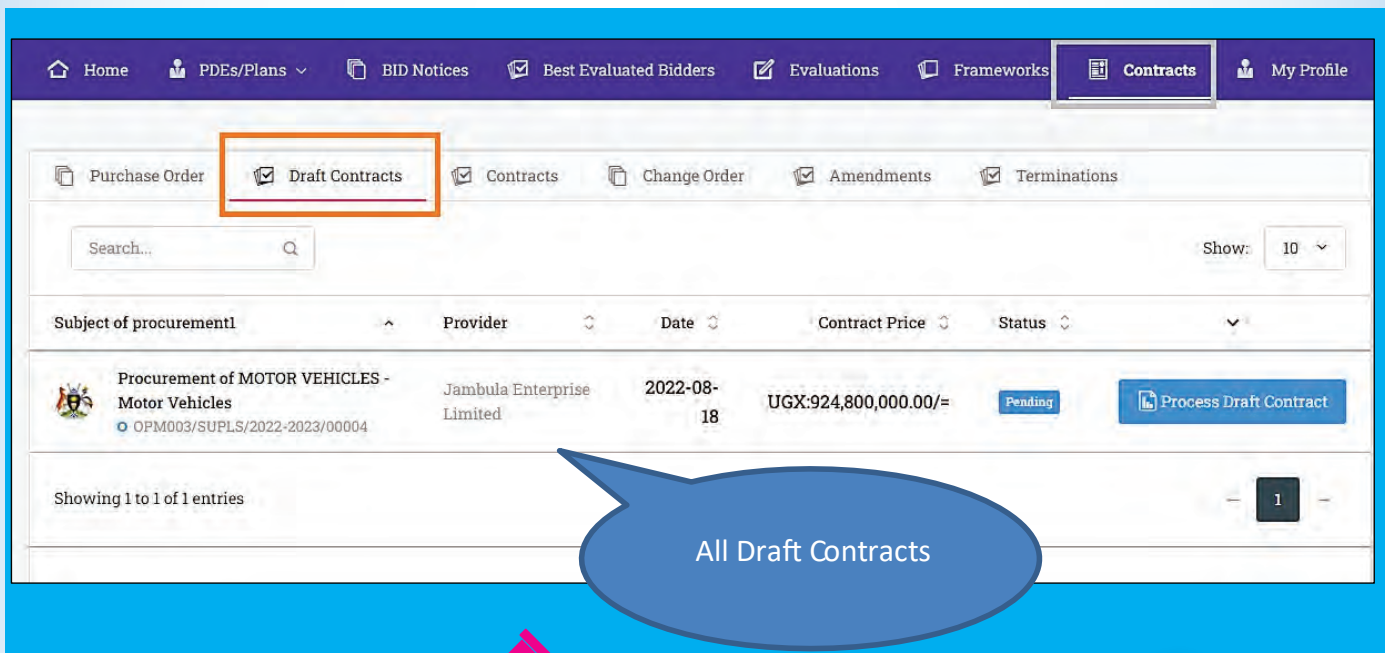 Home PDEs/Plans BID Notices Best Evaluated Bidders Evaluations Frameworks Contracts My Profile
Purchase Order Draft Contracts Contracts Change Order Amendments Terminations
Search... Show: 10
Subject of procurement1 Provider Date Contract Price Status
Procurement of MOTOR VEHICLES -
Motor Vehicles
OPM003/SUPLS/2022-2023/00004
Jambula Enterprise
Limited
2022-08-
18
UGX:924,800,000.00/=
Pending
Process Draft Contract
Showing 1 to 1 of 1 entries
1
All Draft Contracts